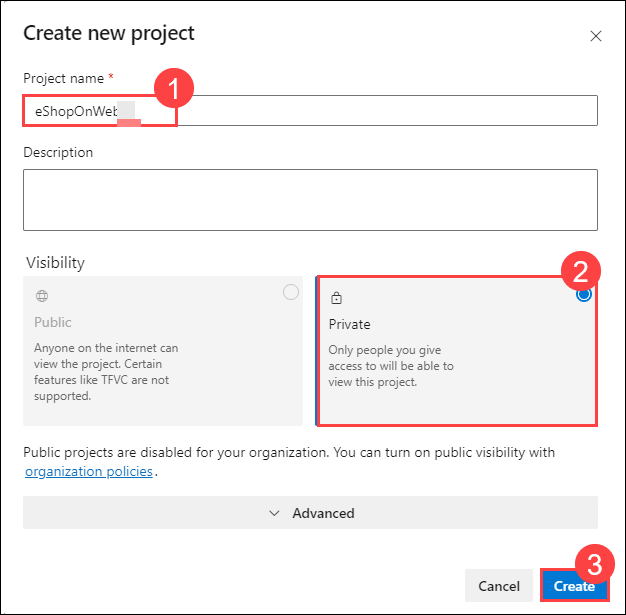 Create new project
Project name *
1
eShopOnWeb
Description
Visibility
2
Public
Anyone on the internet can
view the project. Certain
features like TFVC are not
supported.
Private
Only people you give
access to will be able to
view this project.
Public projects are disabled for your organization. You can turn on public visibility with
organization policies.
Advanced
3
Cancel
Create